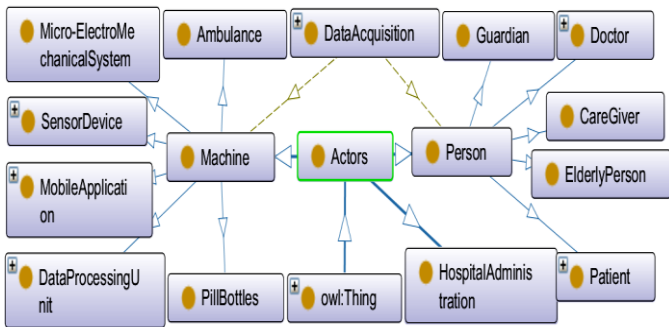 Micro-ElectroMe
chanicalSystem
Ambulance
DataAcquisition
Guardian
Doctor
SensorDevice
CareGiver
Machine
Actors
Person
MobileApplicati
on
ElderlyPerson
DataProcessingU
nit
PillBottles
owl:Thing
HospitalAdminis
tration
Patient